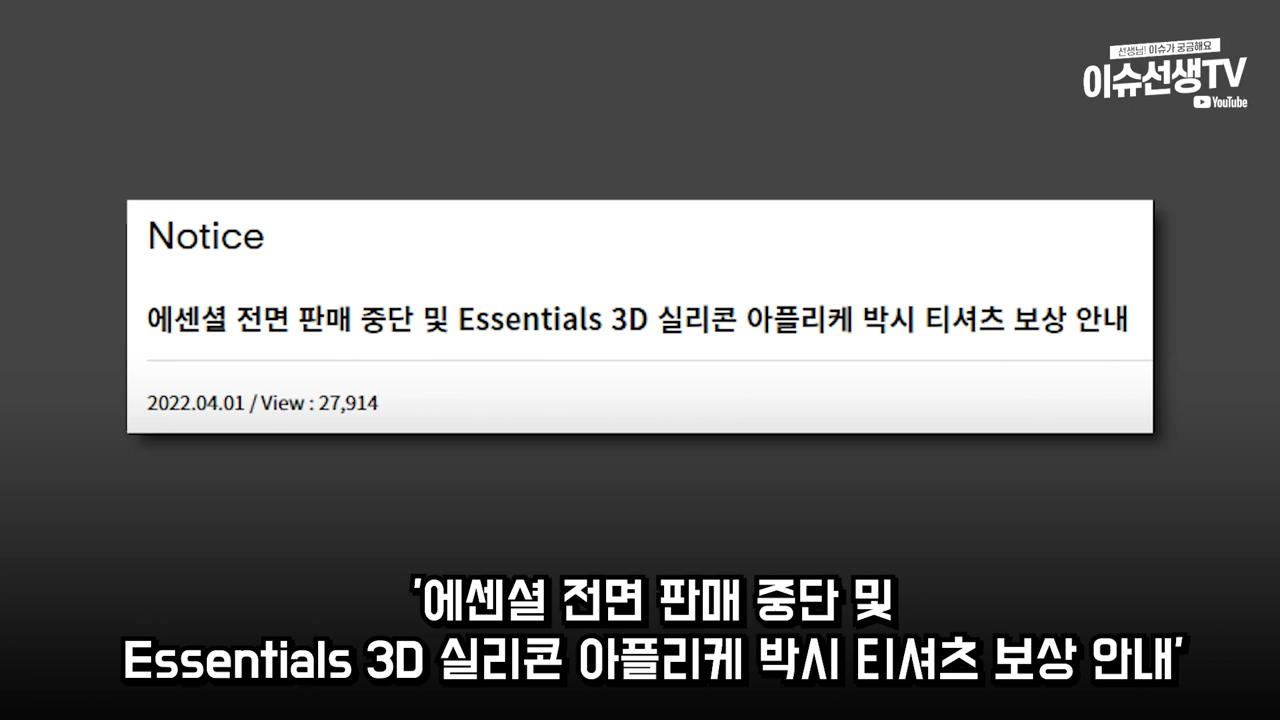 선생님! 이슈가 궁금해요
이슈선생TV
YouTube
Notice
에센셜 전면 판매 중단 및 Essentials 3D 실리콘 아플리케 박시 티셔츠 보상 안내
2022.04.01 / View : 27,914
'에센셜 전면 판매 중단 및
Essentials 3D 실리콘 아플리케 박시 티셔츠 보상 안내'